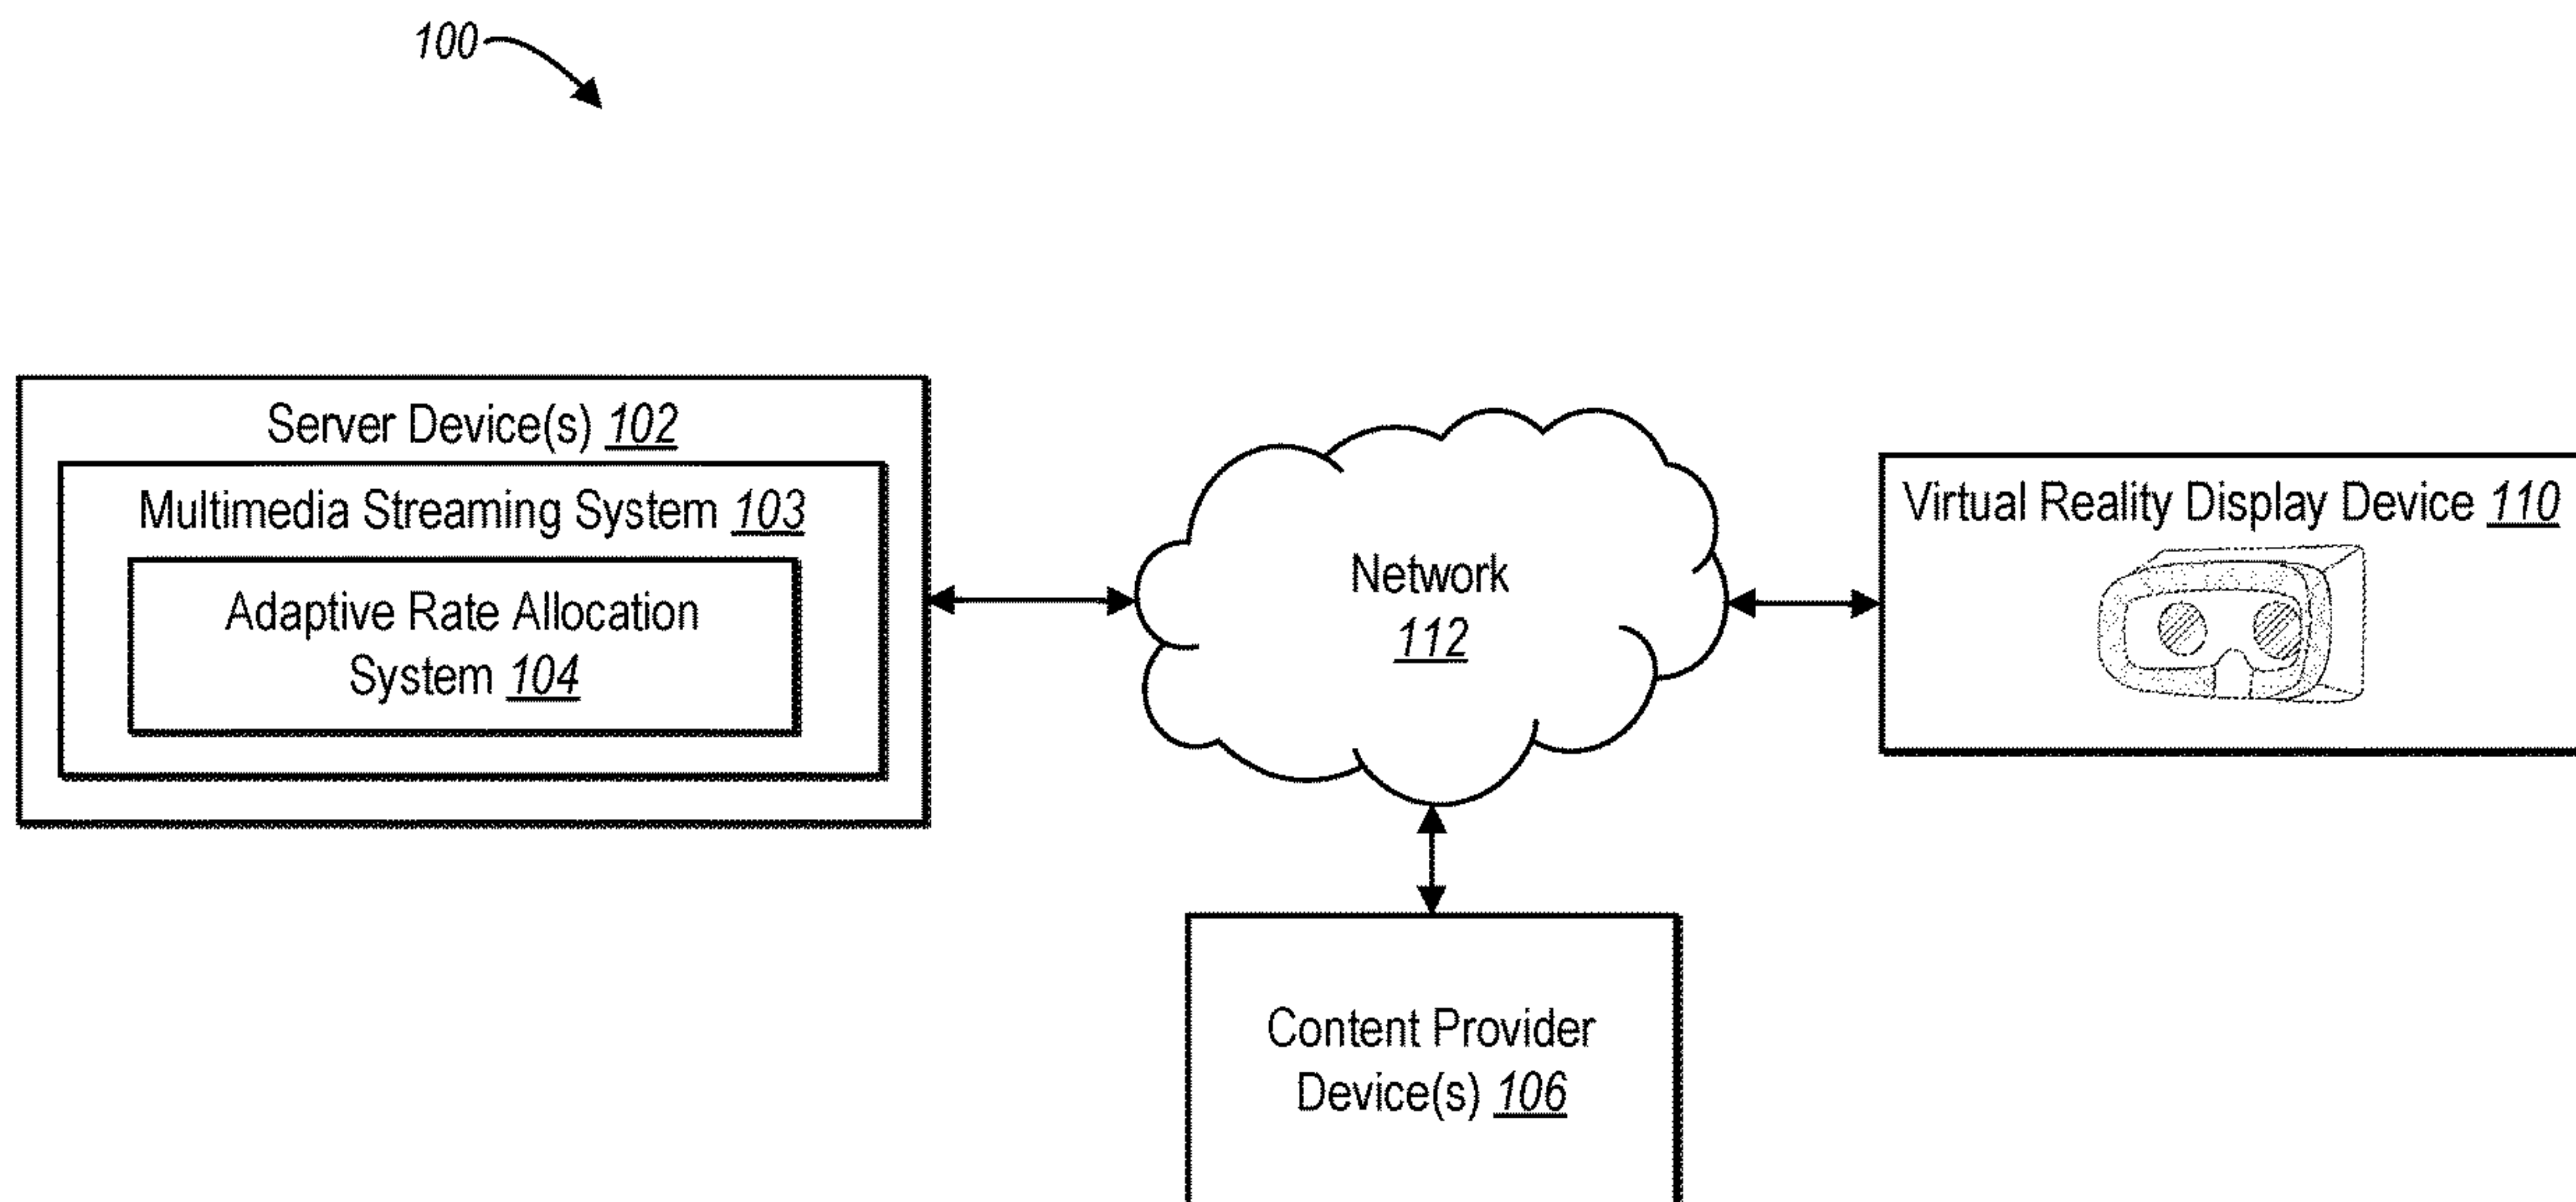 100
Server Device(s) 102
Multimedia Streaming System 103
Adaptive Rate Allocation
System 104
Network
112
Virtual Reality Display Device 110
Content Provider
Device(s) 106